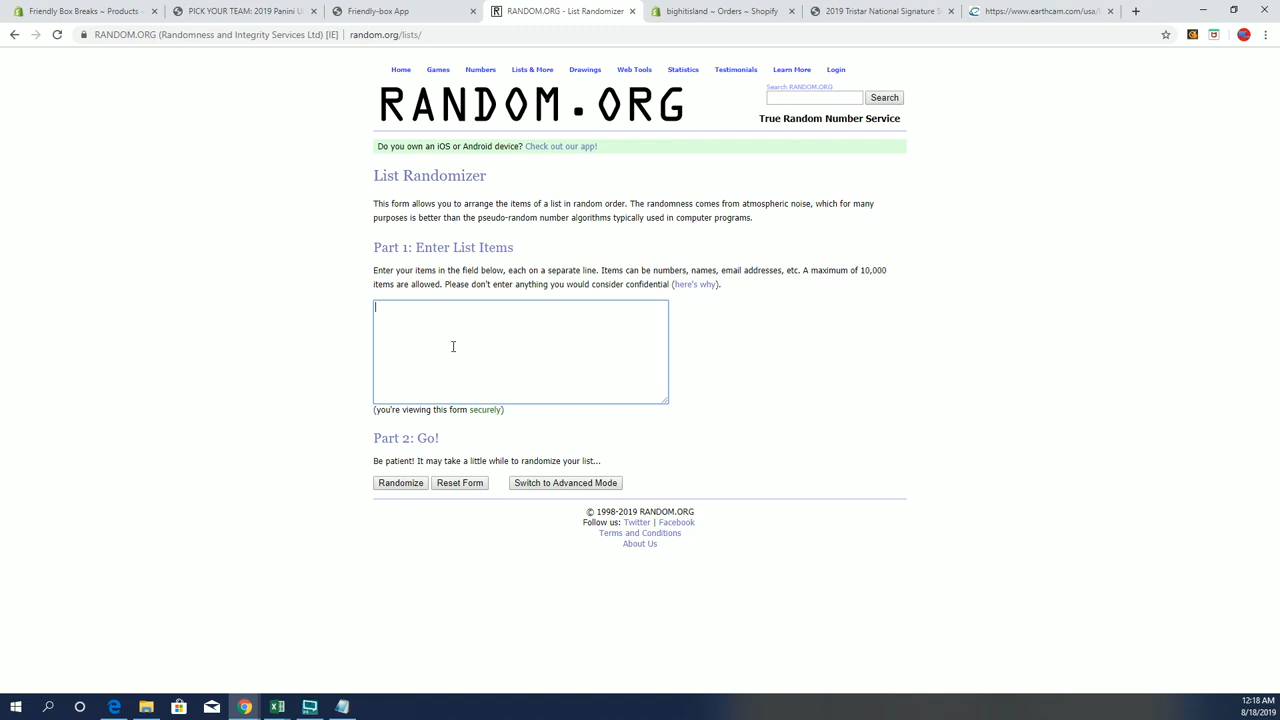 Friendly Box Breaks ~ Products ~
PICK YOUR TEAM: 2019 Panini U
Friendly-box App
RANDOM.ORG - List Randomizer
bighitisland ~ Orders ~ Shopify
2019 Tristar National Signature S
https://www.earthcam.com/usa/l
RANDOM.ORG (Randomness and Integrity Services Ltd) [IE] | random.org/lists/
Home Games Numbers Lists & More Drawings Web Tools Statistics Testimonials Learn More Login
RANDOM.ORG
Search RANDOM.ORG
Search
True Random Number Service
Do you own an iOS or Android device? Check out our app!
List Randomizer
This form allows you to arrange the items of a list in random order. The randomness comes from atmospheric noise, which for many
purposes is better than the pseudo-random number algorithms typically used in computer programs.
Part 1: Enter List Items
Enter your items in the field below, each on a separate line. Items can be numbers, names, email addresses, etc. A maximum of 10,000
items are allowed. Please don't enter anything you would consider confidential (here's why).
(you're viewing this form securely)
Part 2: Go!
Be patient! It may take a little while to randomize your list...
Randomize Reset Form Switch to Advanced Mode
© 1998-2019 RANDOM.ORG
Follow us: Twitter | Facebook
Terms and Conditions
About Us
12:18 AM
8/18/2019